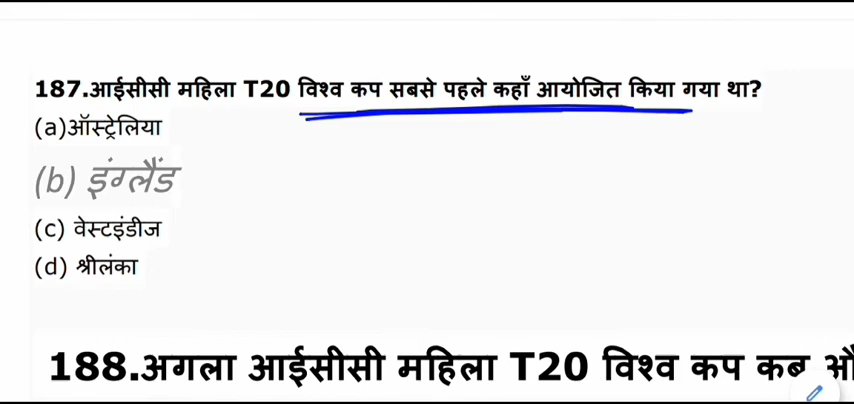 187.आईसीसी महिला T20 विश्व कप सबसे पहले कहाँ आयोजित किया गया था?
(a)ऑस्ट्रेलिया
(b) इंग्लैंड
(c) वेस्टइंडीज
(d) श्रीलंका
188.अगला आईसीसी महिला T20 विश्व कप कब